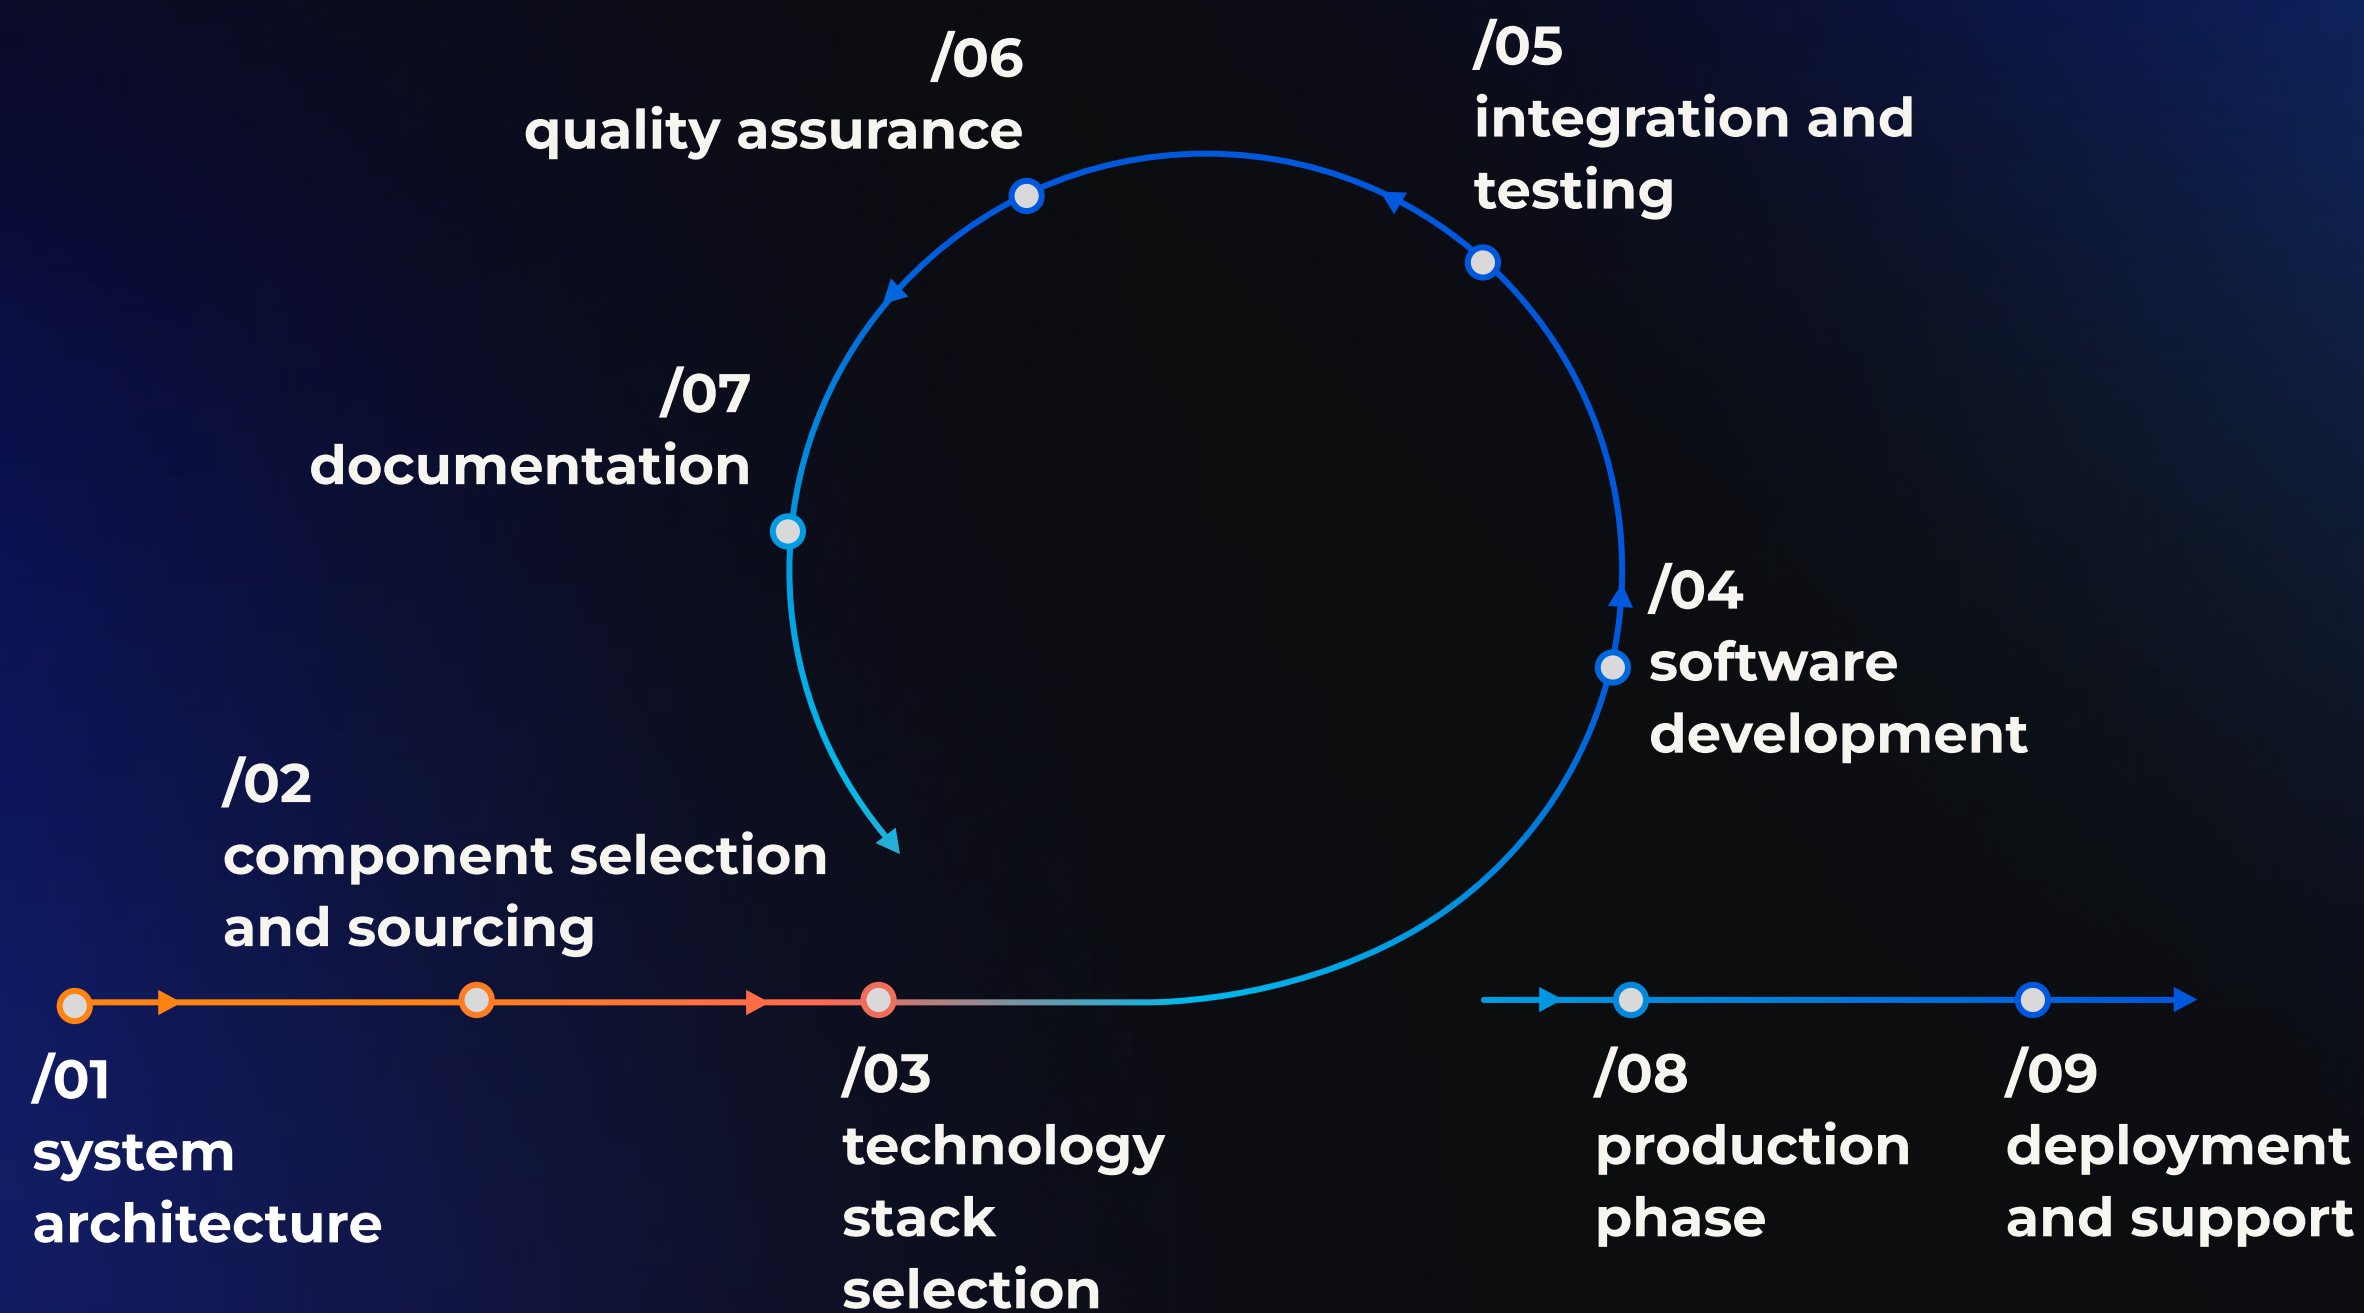 /01
system
architecture
/02
component selection
and sourcing
/03
technology
stack
selection
/04
software
development
/05
integration and
testing
/06
quality assurance
/07
documentation
/08
production
phase
/09
deployment
and support